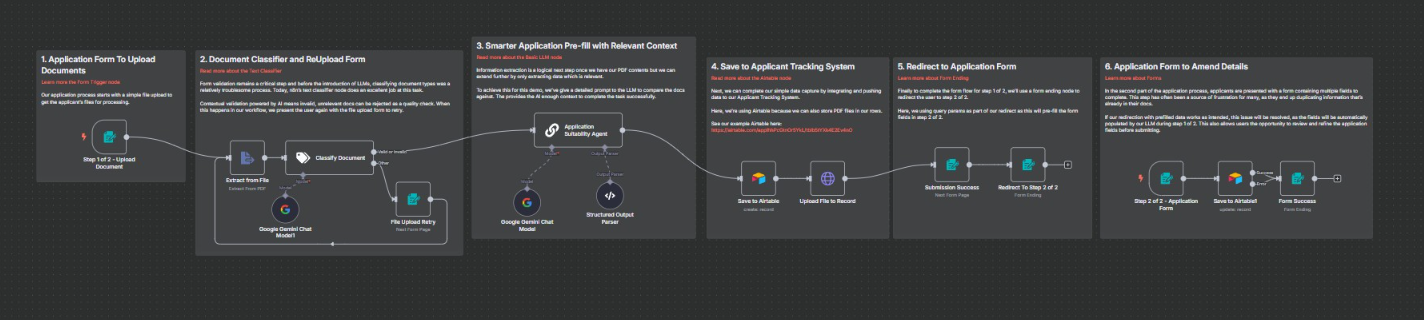 1. Application Form To Upload
Documents
Learn more the Form Trigger node
Our application process starts with a simple file upload to
get the applicant's files for processing.
Step 1 of 2 - Upload
Document
2. Document Classifier and ReUpload Form
Read more about the Text Classifier
Form validation remains a critical step and before the introduction of LLMs, classifying document types was a
relatively troublesome process. Today, n8n's text classifier node does an excellent job at this task.
Contextual validation powered by AI means invalid, unrelevant docs can be rejected as a quality check. When
this happens in our workflow, we present the user again with the file upload form to retry.
Extract from File
Extract From PDF
Classify Document
Valid or Invalid
Other
Model
Google Gemini Chat
Model1
File Upload Retry
Next Form Page
3. Smarter Application Pre-fill with Relevant Context
Read more about the Basic LLM node
Information extraction is a logical next step once we have our PDF contents but we can
extend further by only extracting data which is relevant.
To achieve this for this demo, we've given a detailed prompt to the LLM to compare the docs
against. The provides the AI enough context to complete the task successfully.
Application
Suitability Agent
Model
Output Parser
Model
Output Parser
Google Gemini Chat
Model
Structured Output
Parser
4. Save to Applicant Tracking System
Read more about the Airtable node
Next, we can complete our simple data capture by integrating and pushing
data to our Applicant Tracking System.
Here, we're using Airtable because we can also store PDF files in our rows.
See our example Airtable here:
Save to Airtable
create: record
Upload File to Record
5. Redirect to Application Form
Learn more about Form Ending
Finally to complete the form flow for step 1 of 2, we'll use a form ending node to
redirect the user to step 2 of 2.
Here, we using query params as part of our redirect as this will pre-fill the form
fields in step 2 of 2.
Submission Success
Next Form Page
Redirect To Step 2 of 2
Form Ending
6. Application Form to Amend Details
Learn more about Forms
In the second part of the application process, applicants are presented with a form containing multiple fields to
complete. This step has often been a source of frustration for many, as they end up duplicating information that's
already in their docs.
If our redirection with prefilled data works as intended, this issue will be resolved, as the fields will be automatically
populated by our LLM during step 1 of 2. This also allows users the opportunity to review and refine the application
fields before submitting.
Step 2 of 2 - Application
Form
Save to Airtable1
update: record
Success
Error
Form Success
Form Ending